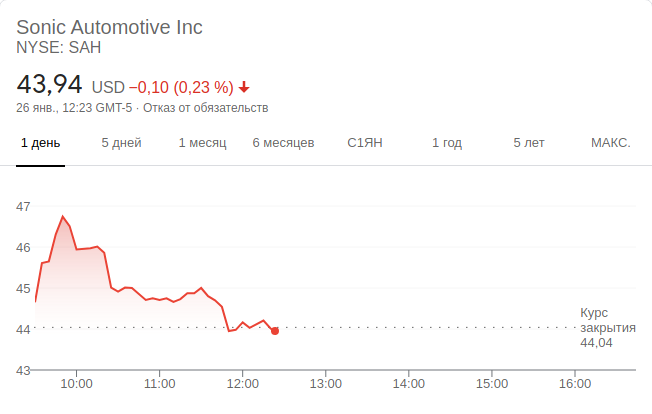 Sonic Automotive Inc
NYSE: SAH
43,94 USD −0,10 (0,23 %)
26 янв., 12:23 GMT-5 · Отказ от обязательств
1 день 5 дней 1 месяц 6 месяцев С1ЯН 1 год 5 лет МАКС.
47
46
45
44
43
Курс
закрытия
44,04
10:00 11:00 12:00 13:00 14:00 15:00 16:00